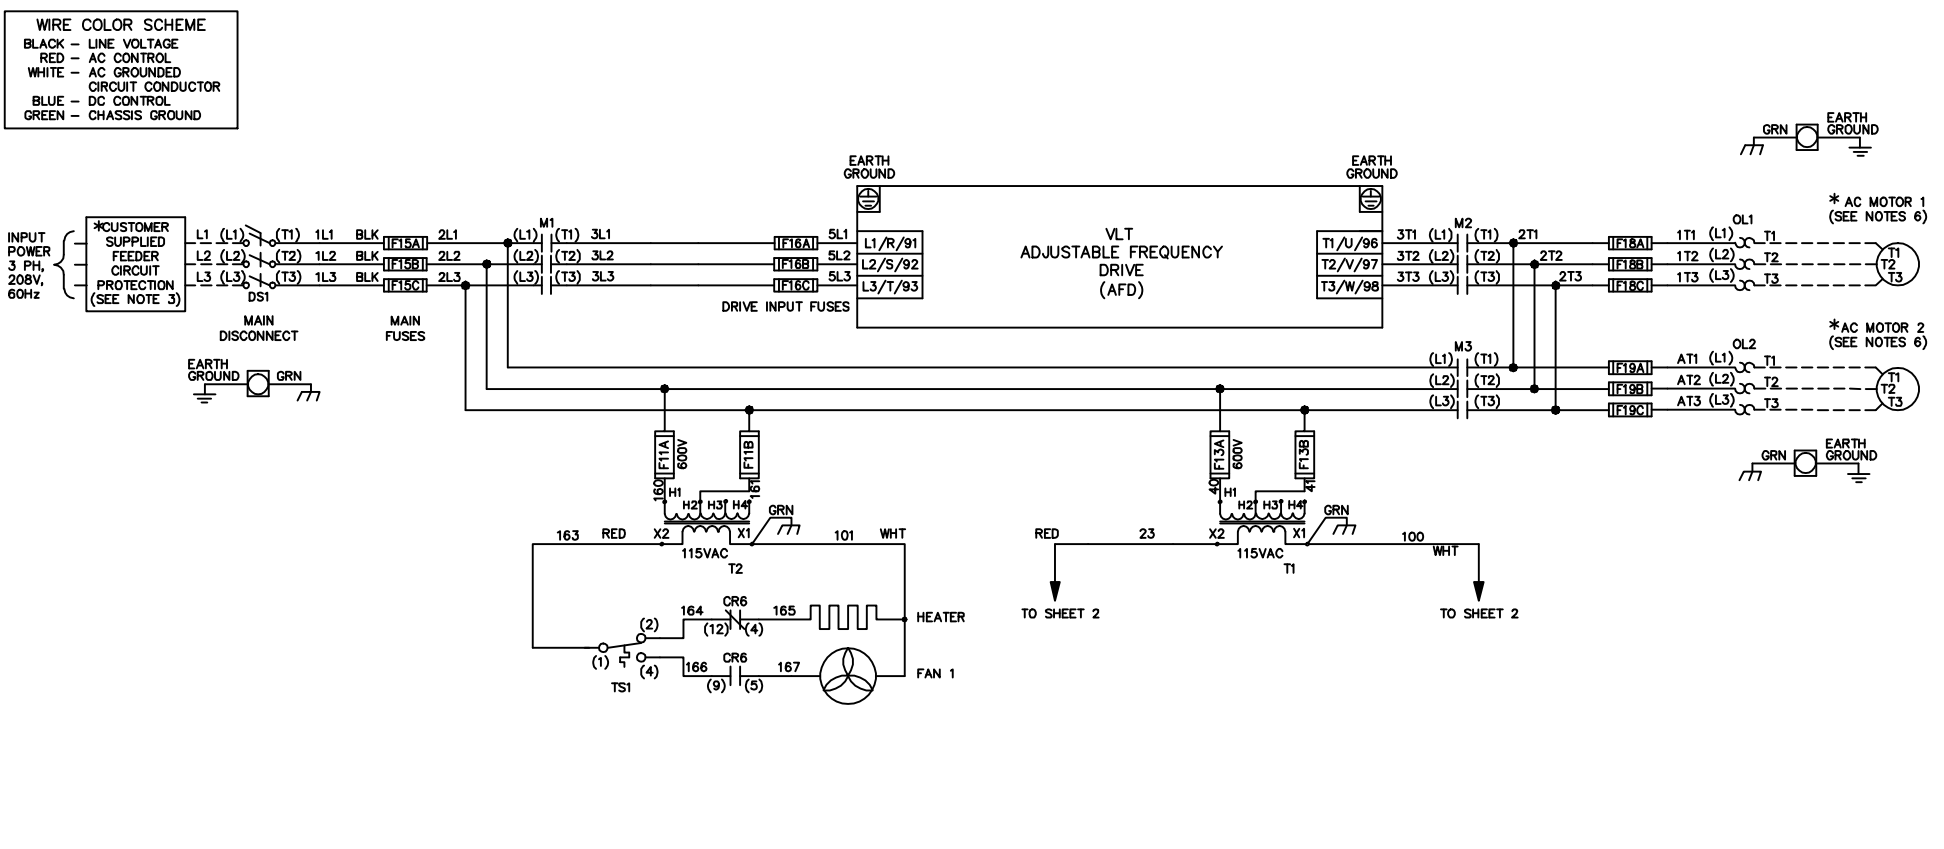 WIRE COLOR SCHEME
BLACK – LINE VOLTAGE
RED – AC CONTROL
WHITE – AC GROUNDED
CIRCUIT CONDUCTOR
BLUE – DC CONTROL
GREEN – CHASSIS GROUND
INPUT
POWER
3 PH,
208V,
60Hz
*CUSTOMER
SUPPLIED
FEEDER
CIRCUIT
PROTECTION
(SEE NOTE 3)
L1 (L1) (T1) 1L1 BLK F15A 2L1
L2 (L2) (T2) 1L2 BLK F15B 2L2
L3 (L3) (T3) 1L3 BLK F15C 2L3
DS1
MAIN
DISCONNECT
MAIN
FUSES
EARTH
GROUND GRN
M1
(L1) (T1) 3L1 F16A 5L1
(L2) (T2) 3L2 F16B 5L2
(L3) (T3) 3L3 F16C 5L3
DRIVE INPUT FUSES
EARTH
GROUND
L1/R/91
L2/S/92
L3/T/93
VLT
ADJUSTABLE FREQUENCY
DRIVE
(AFD)
EARTH
GROUND
T1/U/96
T2/V/97
T3/W/98
M2
3T1 (L1) (T1) 2T1 F18A 1T1 (L1) T1
3T2 (L2) (T2) 2T2 F18B 1T2 (L2) T2
3T3 (L3) (T3) 2T3 F18C 1T3 (L3) T3
OL1
GRN EARTH
GROUND
* AC MOTOR 1
(SEE NOTES 6)
T1
T2
T3
M3
(L1) (T1) F19A AT1 (L1) T1
(L2) (T2) F19B AT2 (L2) T2
(L3) (T3) F19C AT3 (L3) T3
OL2
*AC MOTOR 2
(SEE NOTES 6)
T1
T2
T3
GRN EARTH
GROUND
F11A 600V F11B
160 161
H1 H2 H3 H4
GRN
163 RED X2 X1 101 WHT
115VAC
T2
164 CR6 165
(12) (4)
HEATER
(2)
(1)
(4)
TS1
166 CR6 167
(9) (5)
FAN 1
F13A 600V F13B
40 41
H1 H2 H3 H4
GRN
RED 23 X2 X1 100
WHT
115VAC
T1
TO SHEET 2
TO SHEET 2